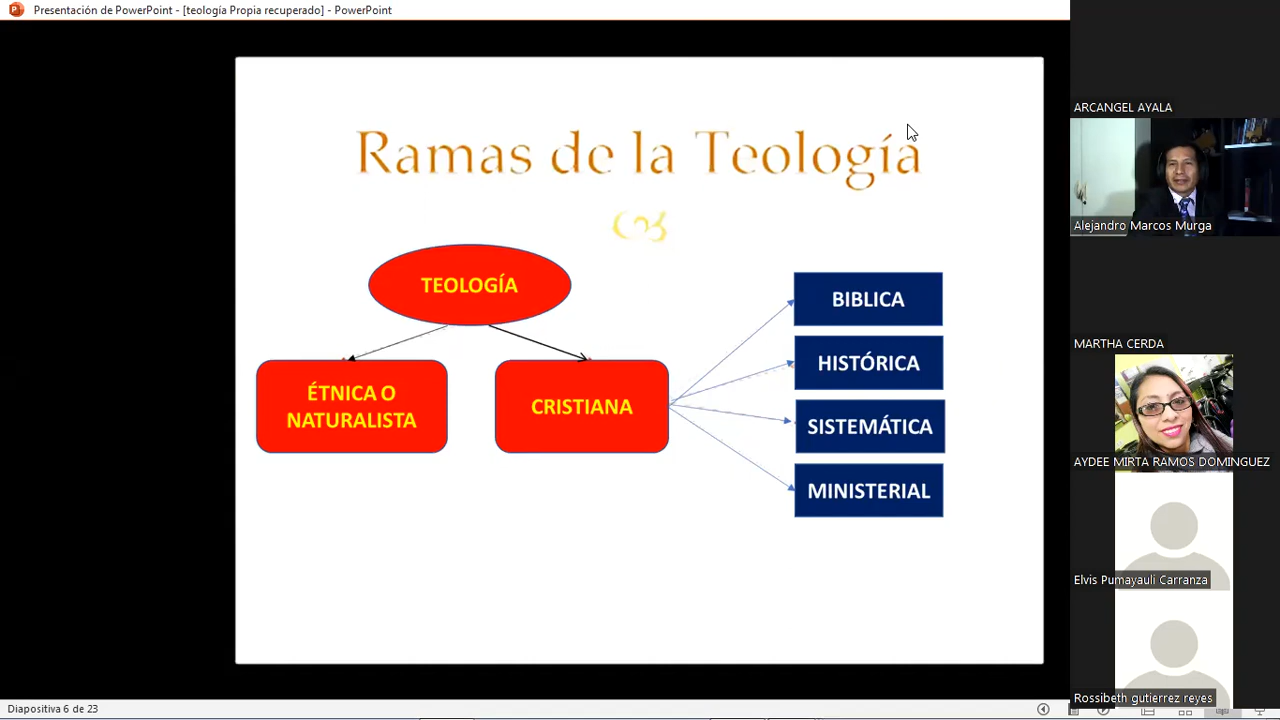 Presentación de PowerPoint - [teología Propia recuperado] - PowerPoint
Ramas de la Teología
TEOLOGÍA
ÉTNICA O
NATURALISTA
CRISTIANA
BIBLICA
HISTÓRICA
SISTEMÁTICA
MINISTERIAL
ARCANGEL AYALA
Alejandro Marcos Murga
MARTHA CERDA
AYDEE MIRTA RAMOS DOMINGUEZ
Elvis Pumayauli Carranza
Rossibeth gutierrez reyes
Diapositiva 6 de 23